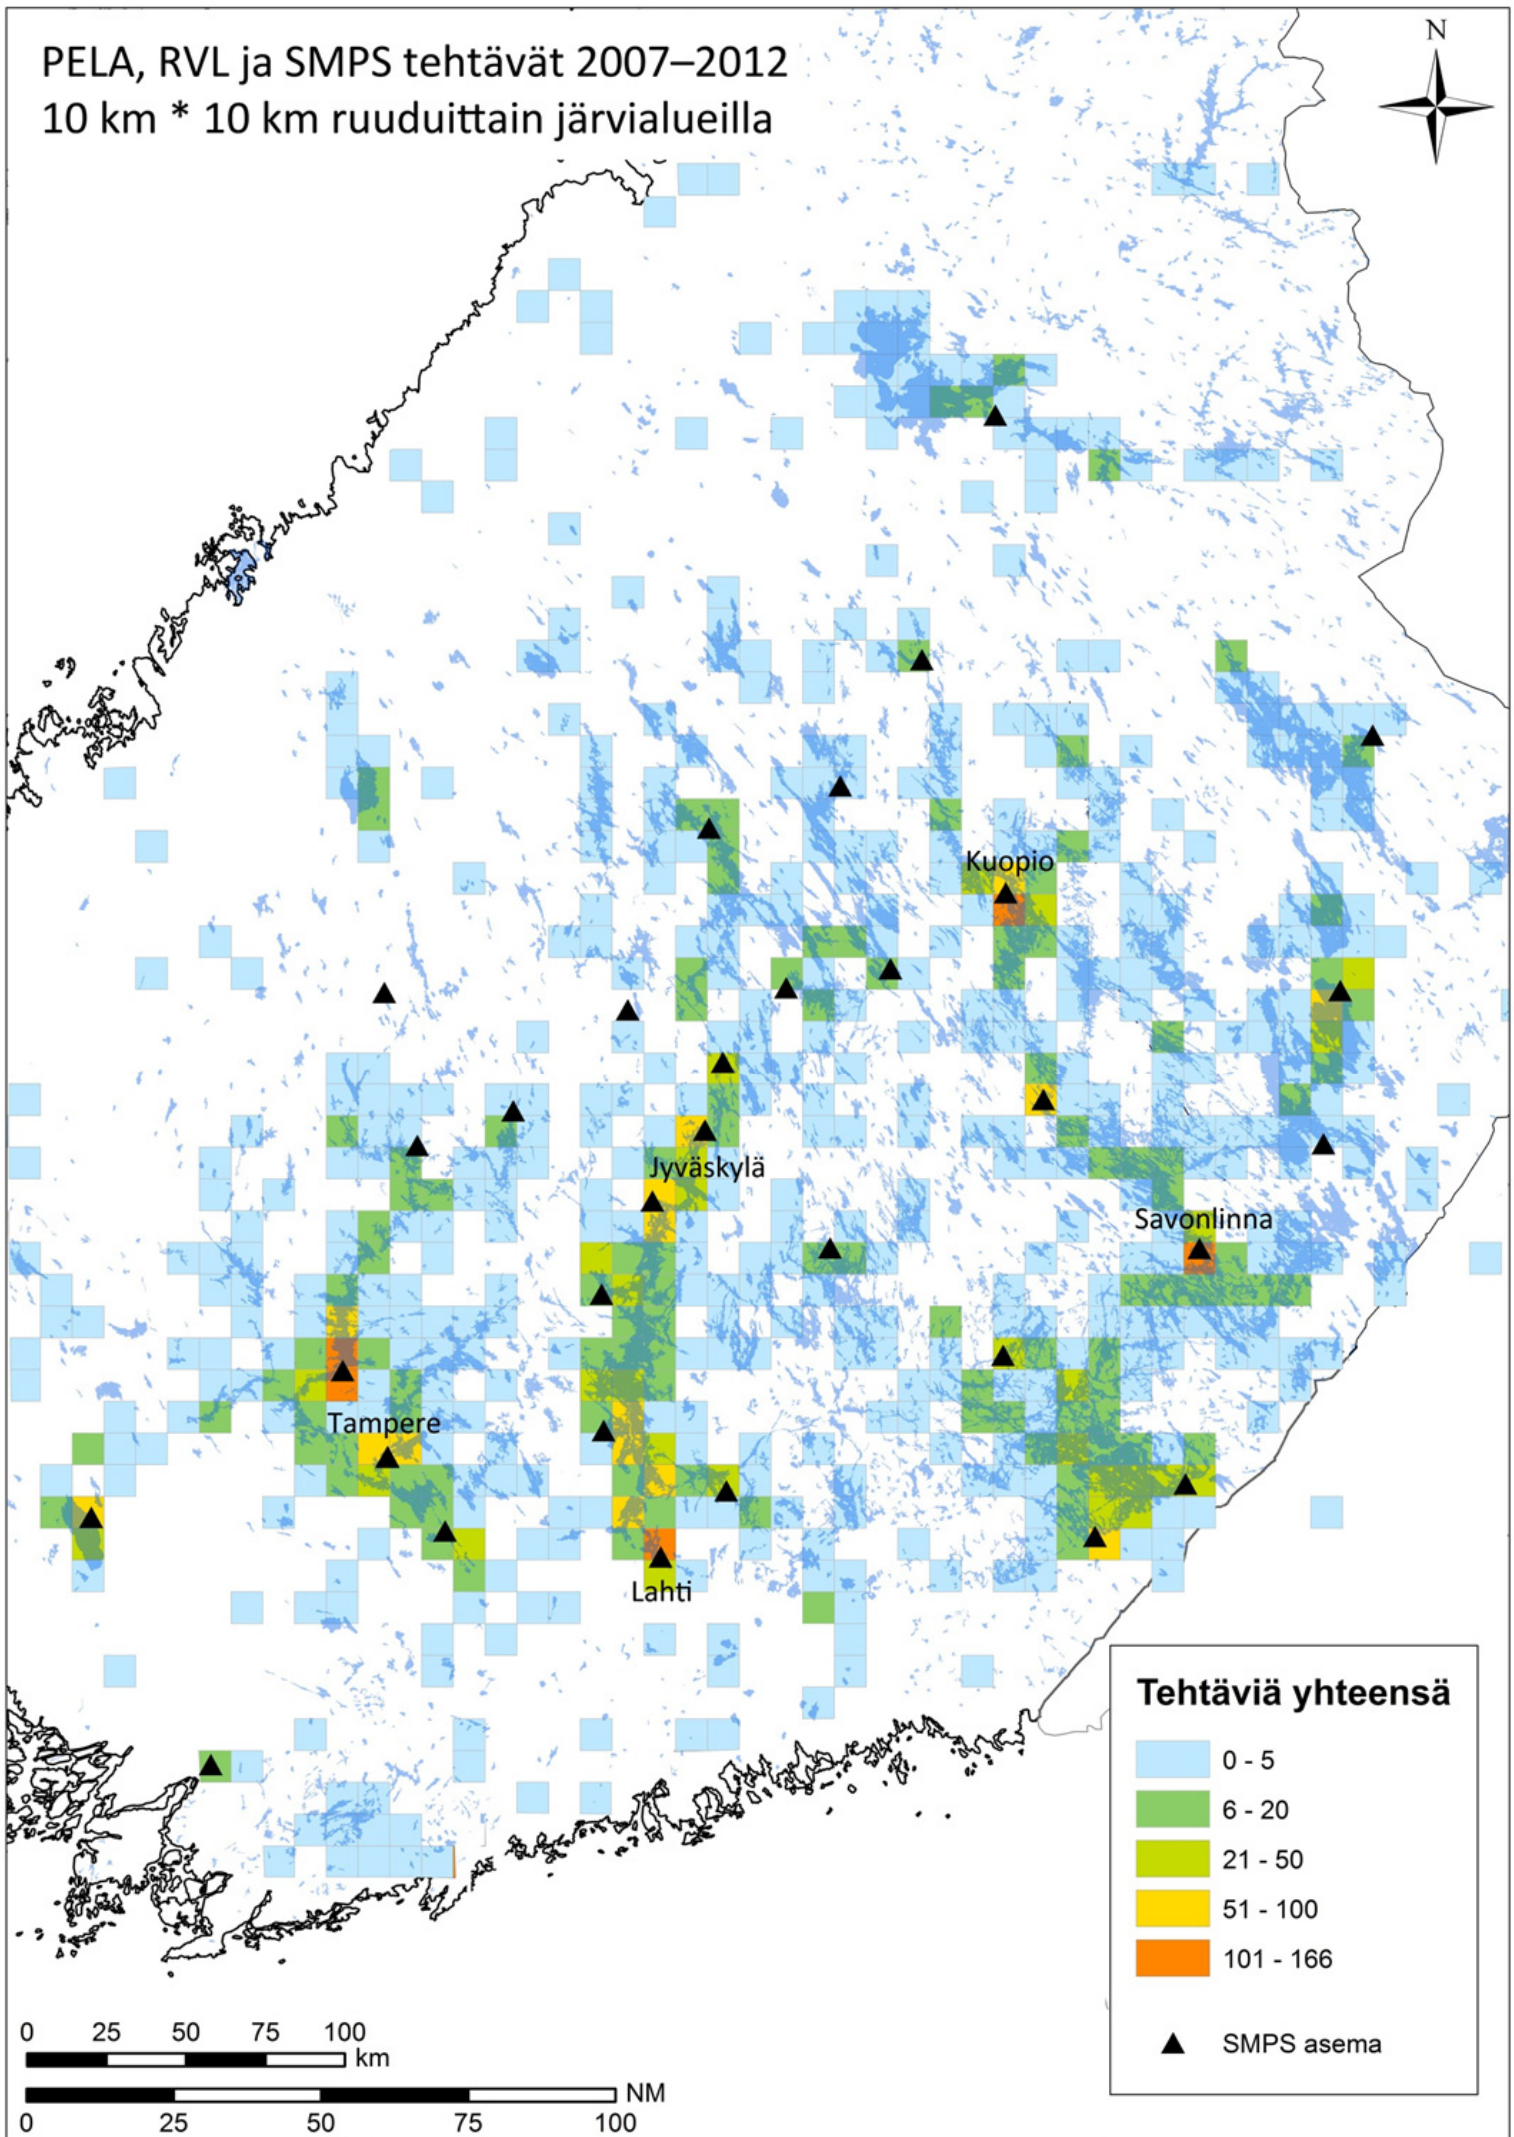 PELA, RVL ja SMPS tehtävät 2007–2012
10 km * 10 km ruuduittain järvialueilla
N
Kuopio
Jyväskylä
Savonlinna
Tampere
Lahti
Tehtäviä yhteensä
0 - 5
6 - 20
21 - 50
51 - 100
101 - 166
SMPS asema
0 25 50 75 100
km
NM
0 25 50 75 100